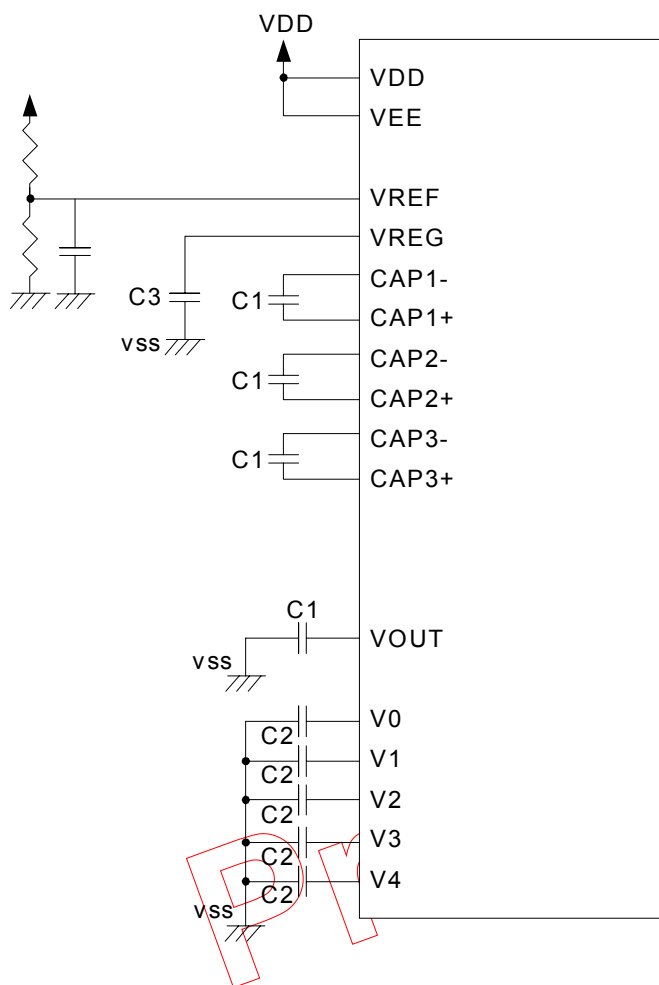 VDD
VDD
VEE
VREF
VREG
CAP1-
C3
C1
CAP1+
vss
CAP2-
C1
CAP2+
CAP3-
C1
CAP3+
C1
VOUT
vss
V0
C2
V1
C2
V2
C2
V3
C2
V4
C2
vss
Pr